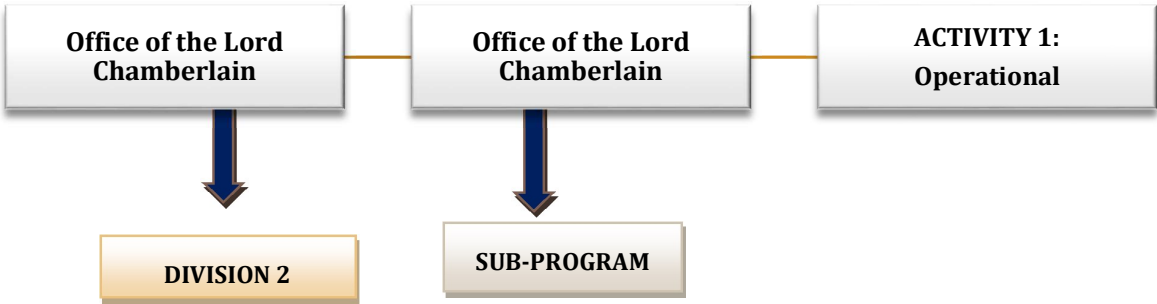 Office of the Lord
Chamberlain
Office of the Lord
Chamberlain
ACTIVITY 1:
Operational
DIVISION 2
SUB-PROGRAM